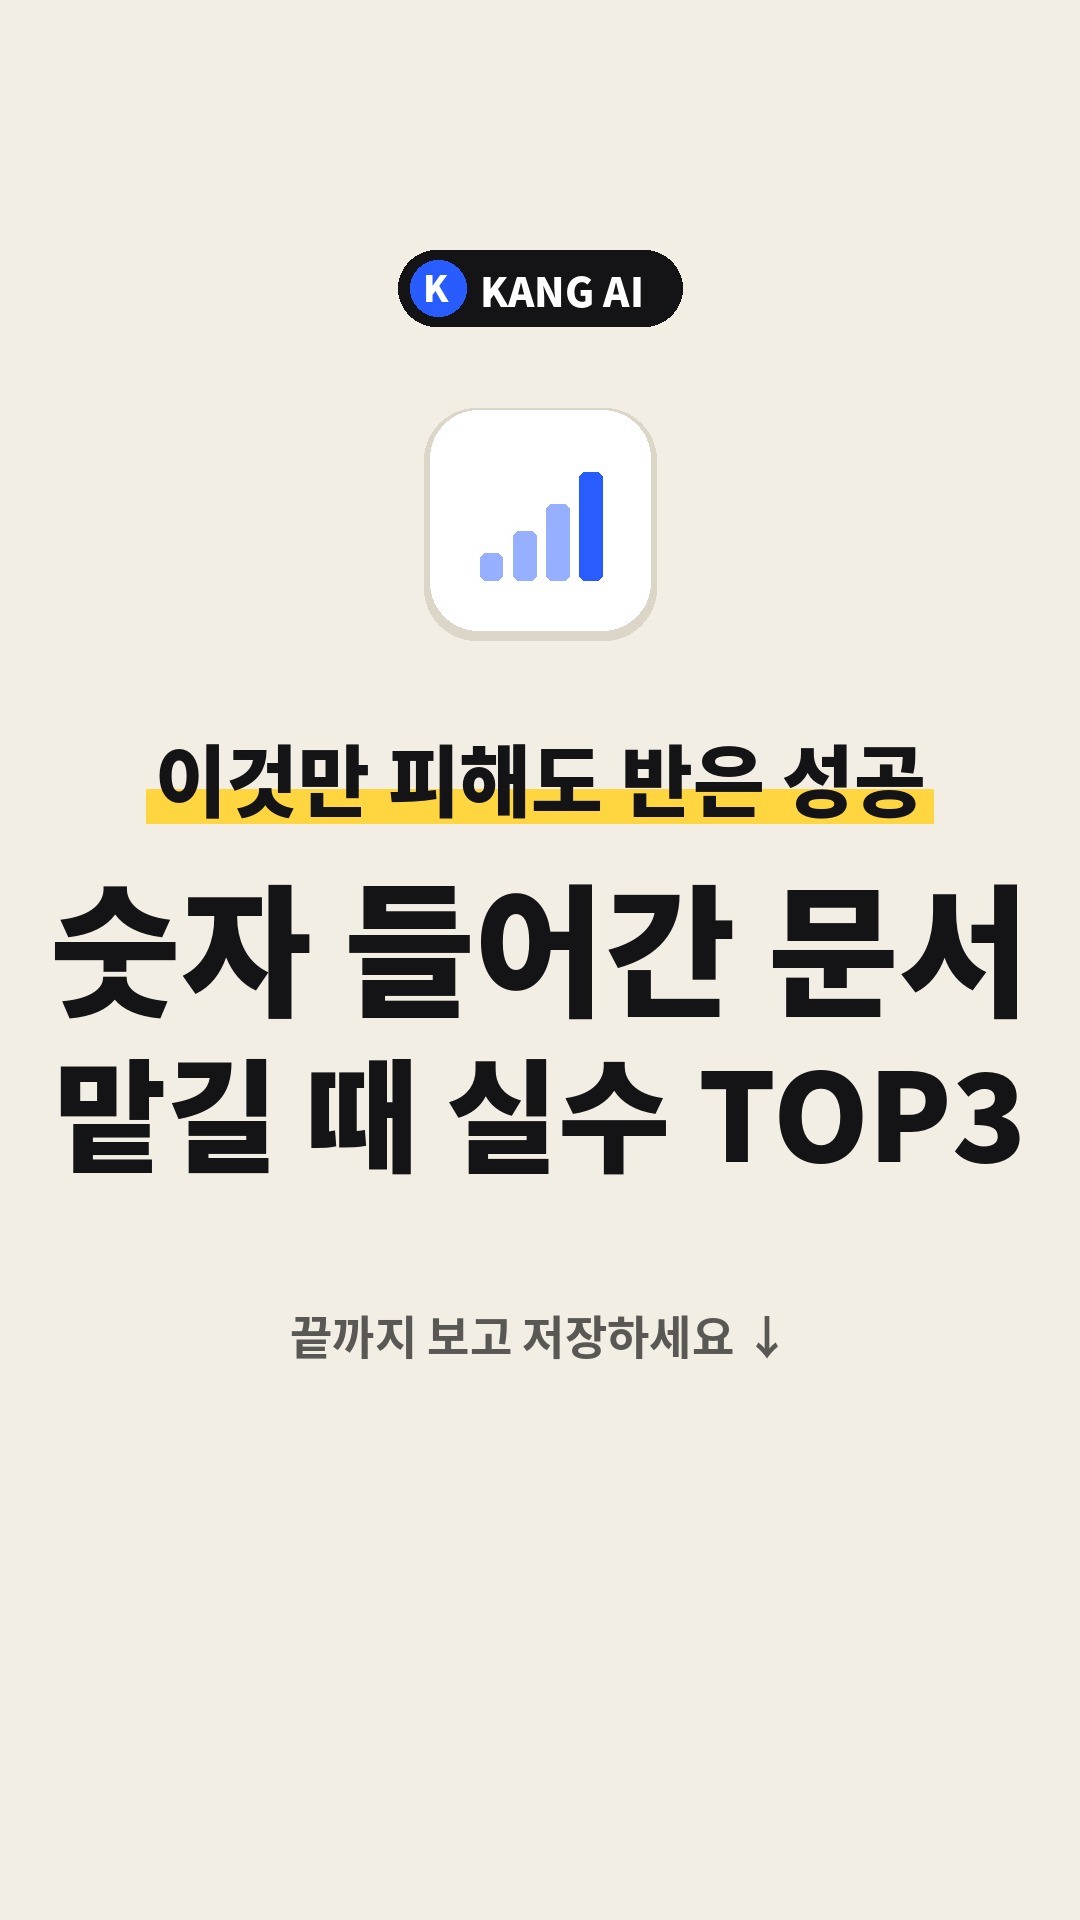 K KANG AI
이것만 피해도 반은 성공
숫자 들어간 문서
맡길 때 실수 TOP3
끝까지 보고 저장하세요 ↓